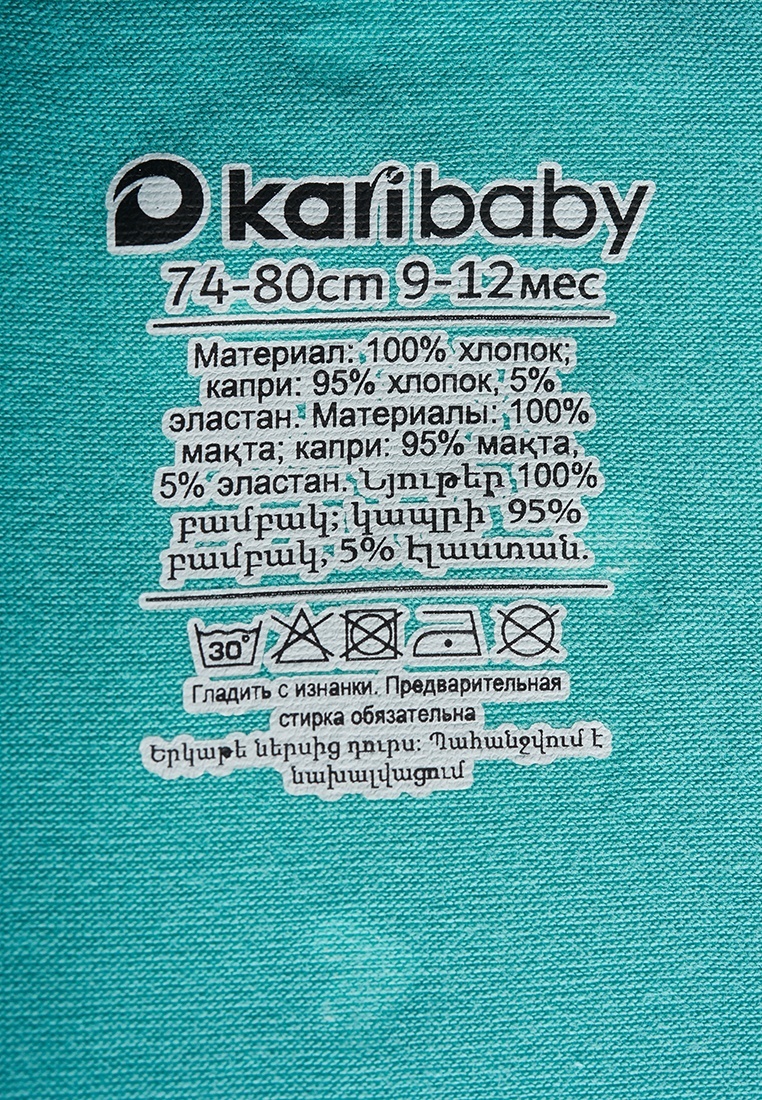 kari baby
74-80cm 9-12мес
Материал: 100% хлопок;
капри: 95% хлопок, 5%
эластан. Материалы: 100%
мақта; капри: 95% мақта,
5% эластан. Նյութեր 100%
բամբակ; կապրի 95%
բամբակ, 5% էլաստան.
30°
Гладить с изнанки. Предварительная
стирка обязательна
Երկաթե ներսից դուրս: Պահանջվում է
նախալվացում